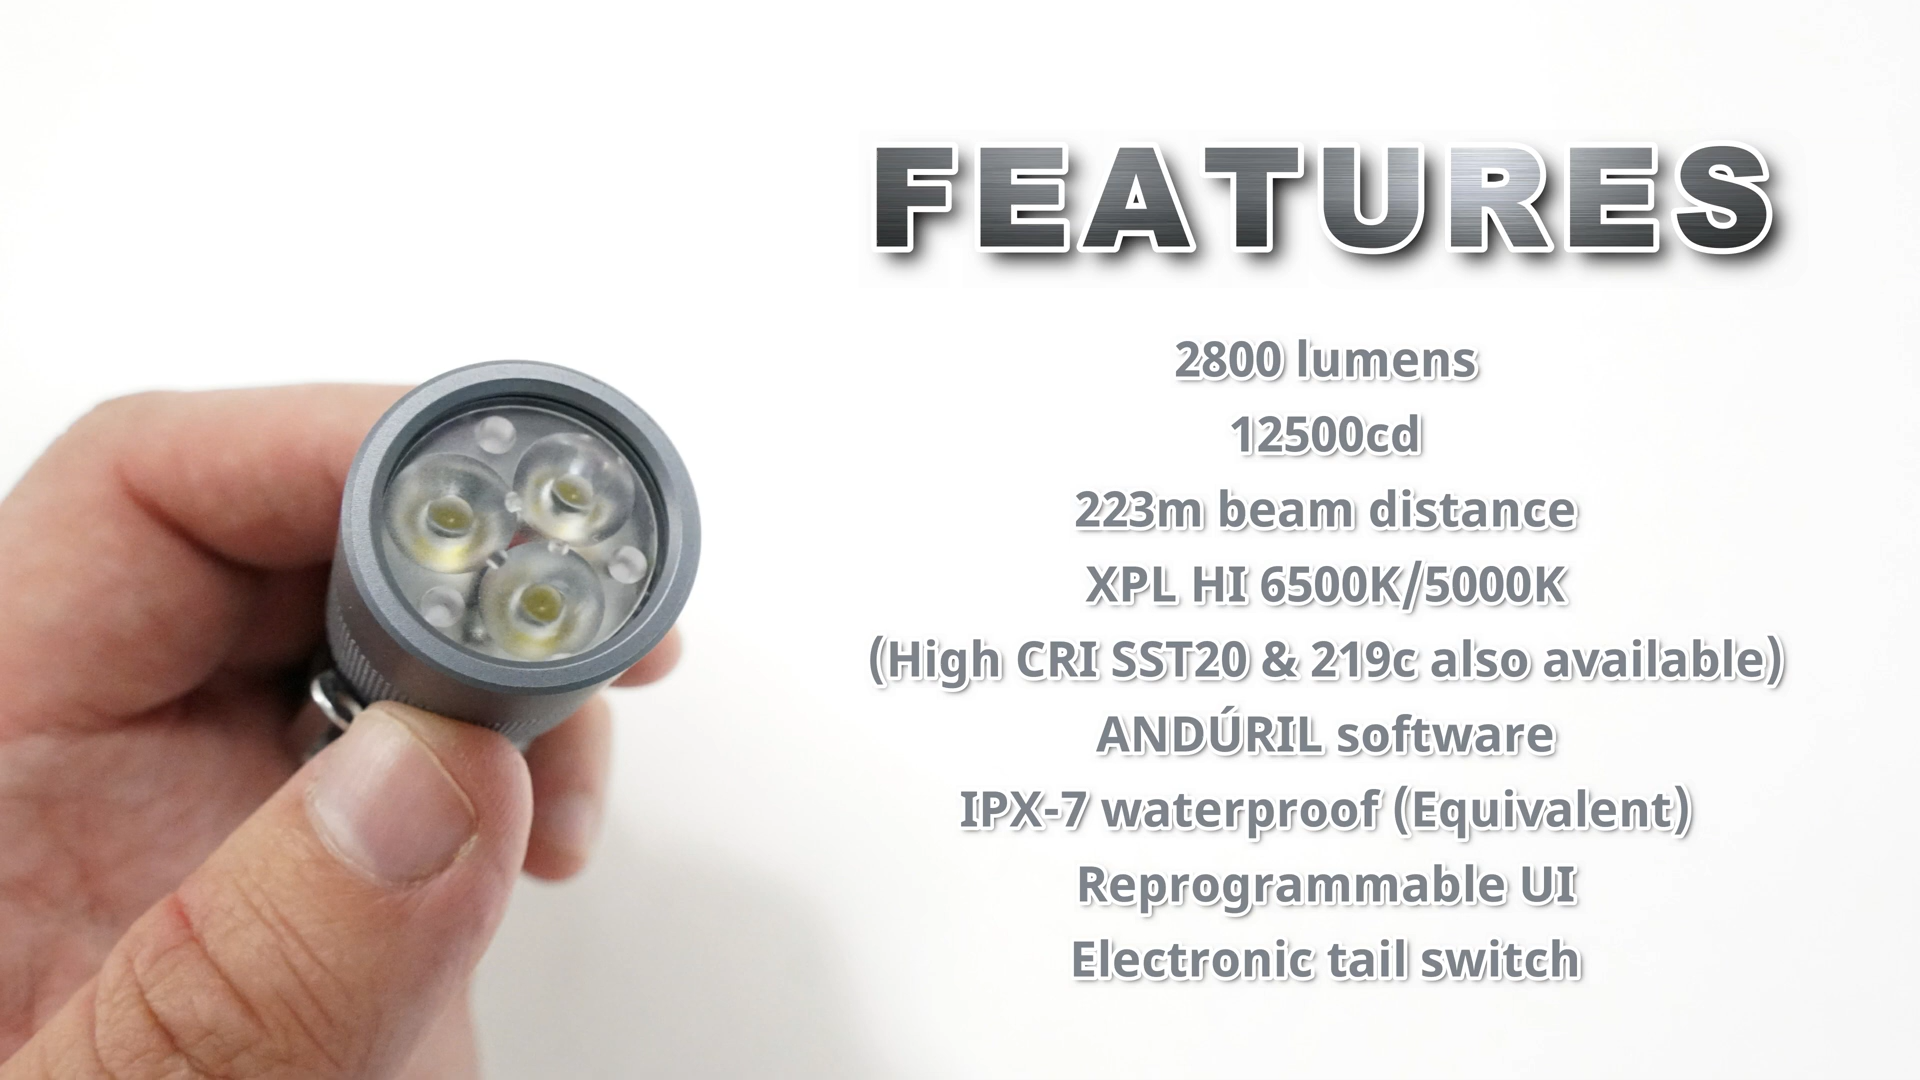 FEATURES
2800 lumens
12500cd
223m beam distance
XPL HI 6500K/5000K
(High CRI SST20 & 219c also available)
ANDÚRIL software
IPX-7 waterproof (Equivalent)
Reprogrammable UI
Electronic tail switch